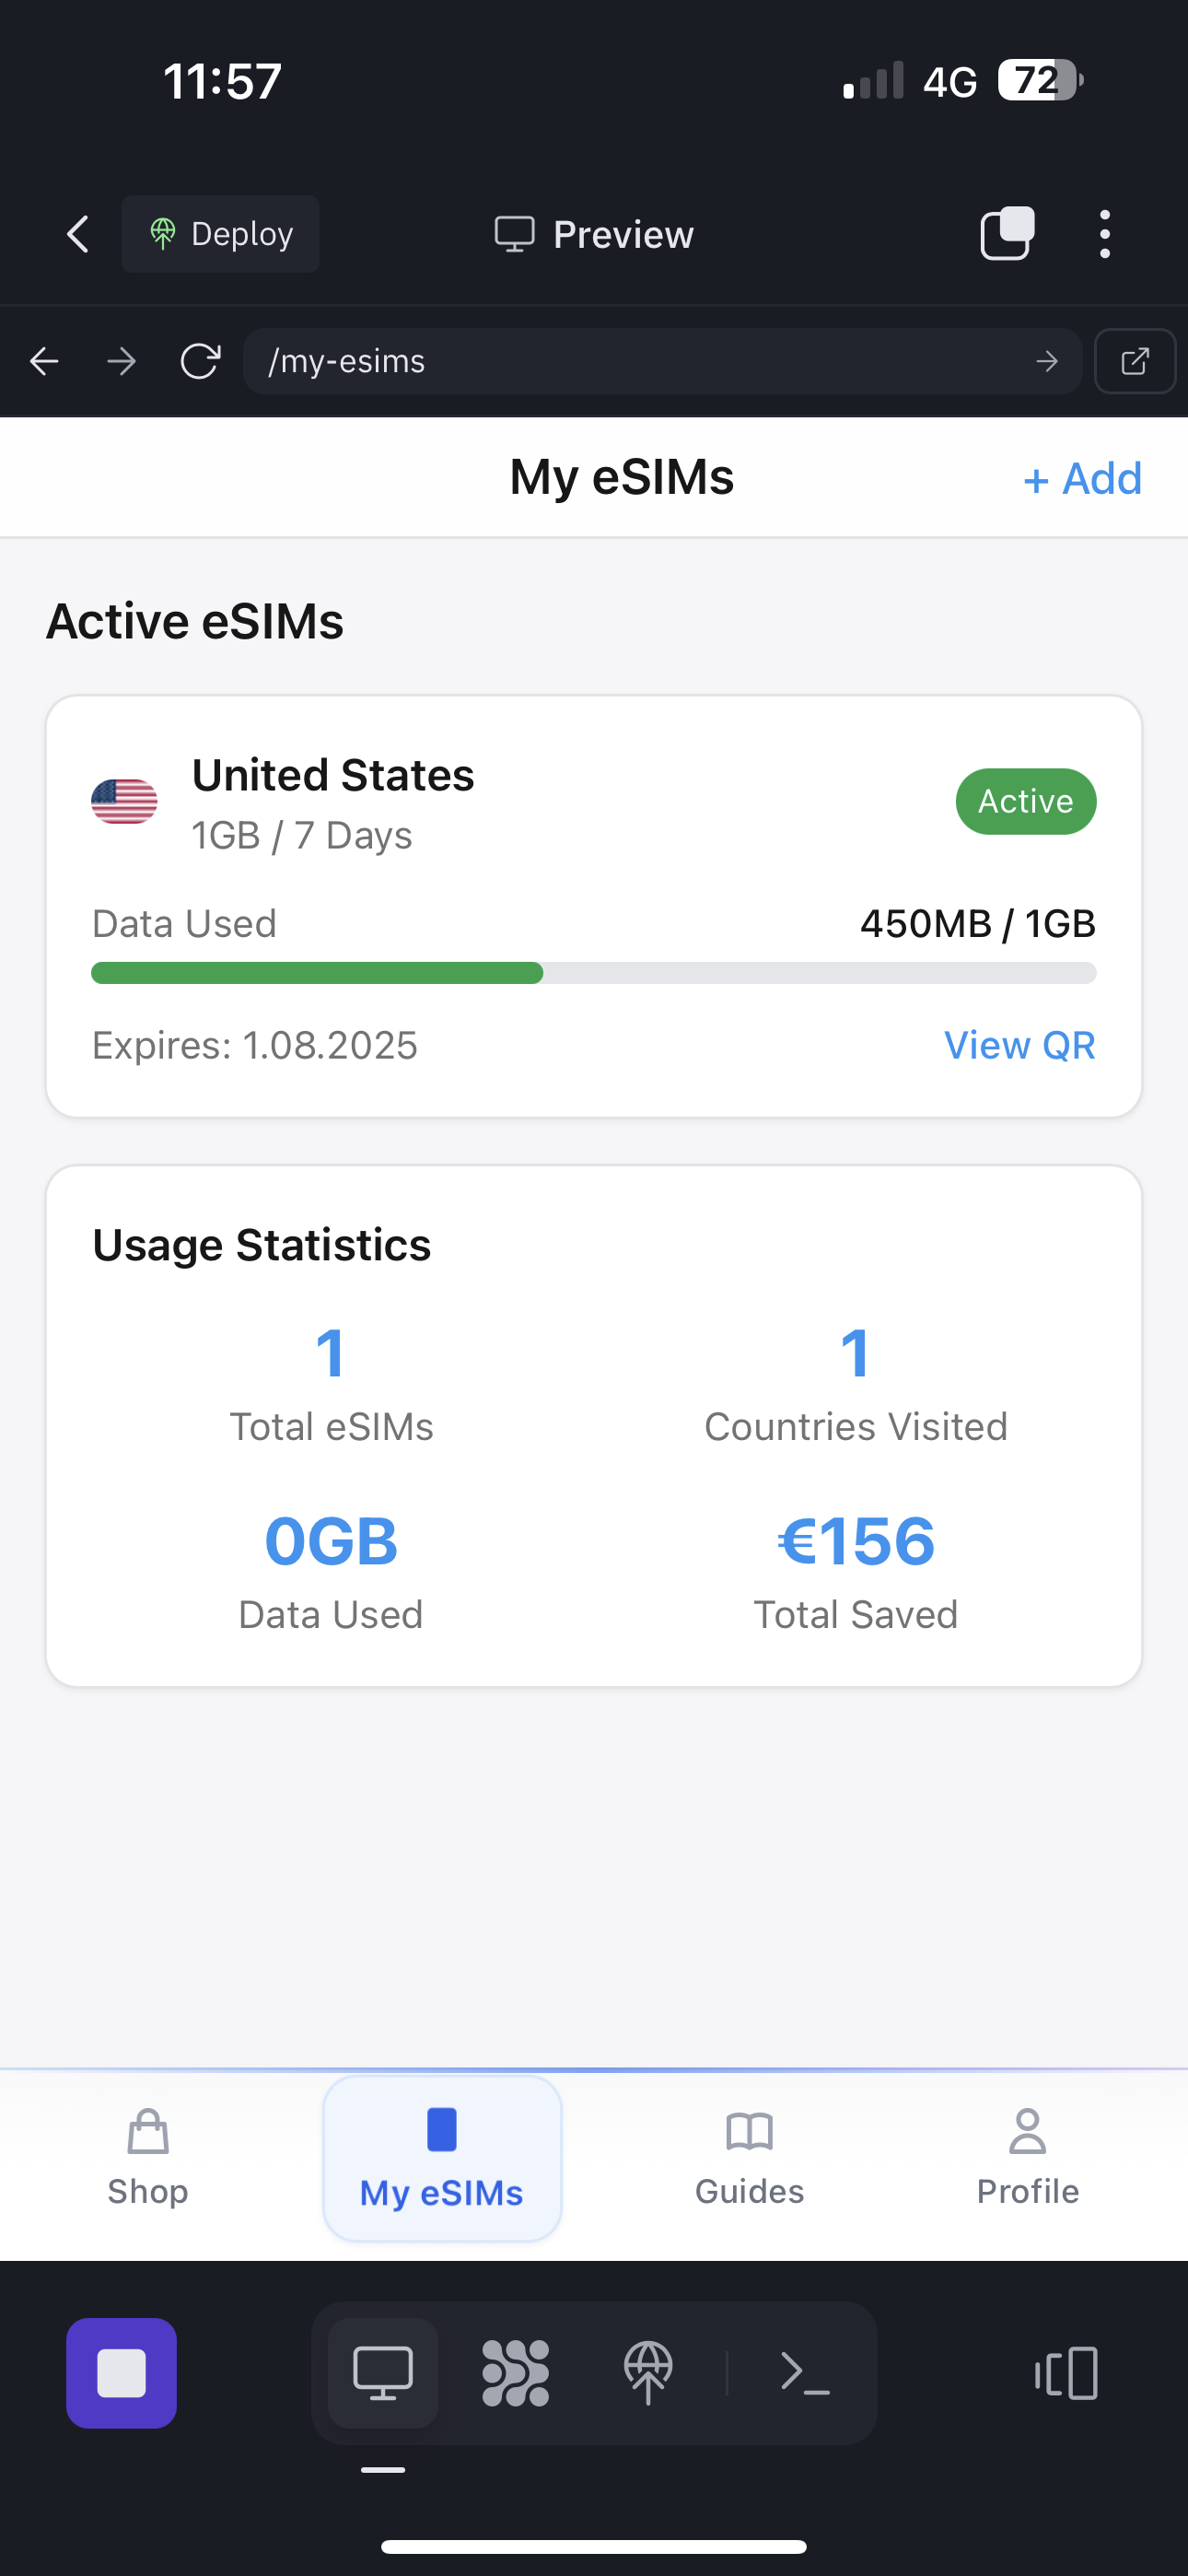 11:57
4G 72
Deploy
Preview
/my-esims
My eSIMs
+ Add
Active eSIMs
United States
1GB / 7 Days
Active
Data Used
450MB / 1GB
Expires: 1.08.2025
View QR
Usage Statistics
1
1
Total eSIMs
Countries Visited
0GB
€156
Data Used
Total Saved
Shop
My eSIMs
Guides
Profile